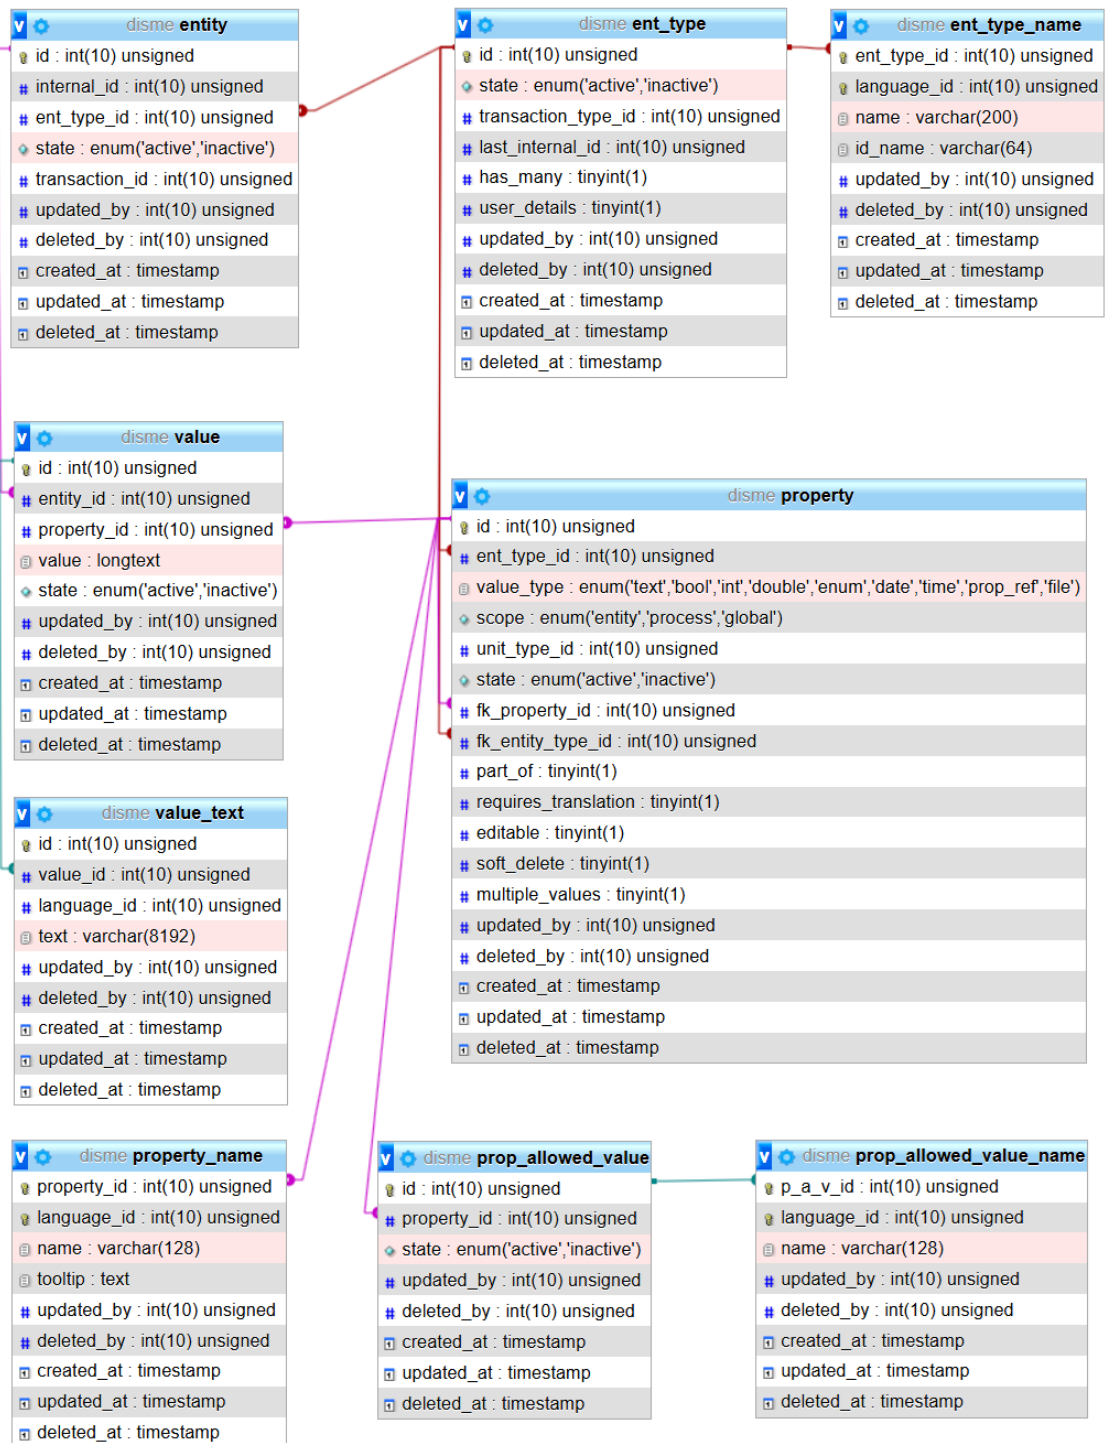 disme entity
id : int(10) unsigned
internal_id : int(10) unsigned
ent_type_id : int(10) unsigned
state : enum('active','inactive')
transaction_id : int(10) unsigned
updated_by : int(10) unsigned
deleted_by : int(10) unsigned
created_at : timestamp
updated_at : timestamp
deleted_at : timestamp
disme ent_type
id : int(10) unsigned
state : enum('active','inactive')
transaction_type_id : int(10) unsigned
last_internal_id : int(10) unsigned
has_many : tinyint(1)
user_details : tinyint(1)
updated_by : int(10) unsigned
deleted_by : int(10) unsigned
created_at : timestamp
updated_at : timestamp
deleted_at : timestamp
disme ent_type_name
ent_type_id : int(10) unsigned
language_id : int(10) unsigned
name : varchar(200)
id_name : varchar(64)
updated_by : int(10) unsigned
deleted_by : int(10) unsigned
created_at : timestamp
updated_at : timestamp
deleted_at : timestamp
disme value
id : int(10) unsigned
entity_id : int(10) unsigned
property_id : int(10) unsigned
value : longtext
state : enum('active','inactive')
updated_by : int(10) unsigned
deleted_by : int(10) unsigned
created_at : timestamp
updated_at : timestamp
deleted_at : timestamp
disme property
id : int(10) unsigned
ent_type_id : int(10) unsigned
value_type : enum('text','bool','int','double','enum','date','time','prop_ref','file')
scope : enum('entity','process','global')
unit_type_id : int(10) unsigned
state : enum('active','inactive')
fk_property_id : int(10) unsigned
fk_entity_type_id : int(10) unsigned
part_of : tinyint(1)
requires_translation : tinyint(1)
editable : tinyint(1)
soft_delete : tinyint(1)
multiple_values : tinyint(1)
updated_by : int(10) unsigned
deleted_by : int(10) unsigned
created_at : timestamp
updated_at : timestamp
deleted_at : timestamp
disme value_text
id : int(10) unsigned
value_id : int(10) unsigned
language_id : int(10) unsigned
text : varchar(8192)
updated_by : int(10) unsigned
deleted_by : int(10) unsigned
created_at : timestamp
updated_at : timestamp
deleted_at : timestamp
disme property_name
property_id : int(10) unsigned
language_id : int(10) unsigned
name : varchar(128)
tooltip : text
updated_by : int(10) unsigned
deleted_by : int(10) unsigned
created_at : timestamp
updated_at : timestamp
deleted_at : timestamp
disme prop_allowed_value
id : int(10) unsigned
property_id : int(10) unsigned
state : enum('active','inactive')
updated_by : int(10) unsigned
deleted_by : int(10) unsigned
created_at : timestamp
updated_at : timestamp
deleted_at : timestamp
disme prop_allowed_value_name
p_a_v_id : int(10) unsigned
language_id : int(10) unsigned
name : varchar(128)
updated_by : int(10) unsigned
deleted_by : int(10) unsigned
created_at : timestamp
updated_at : timestamp
deleted_at : timestamp